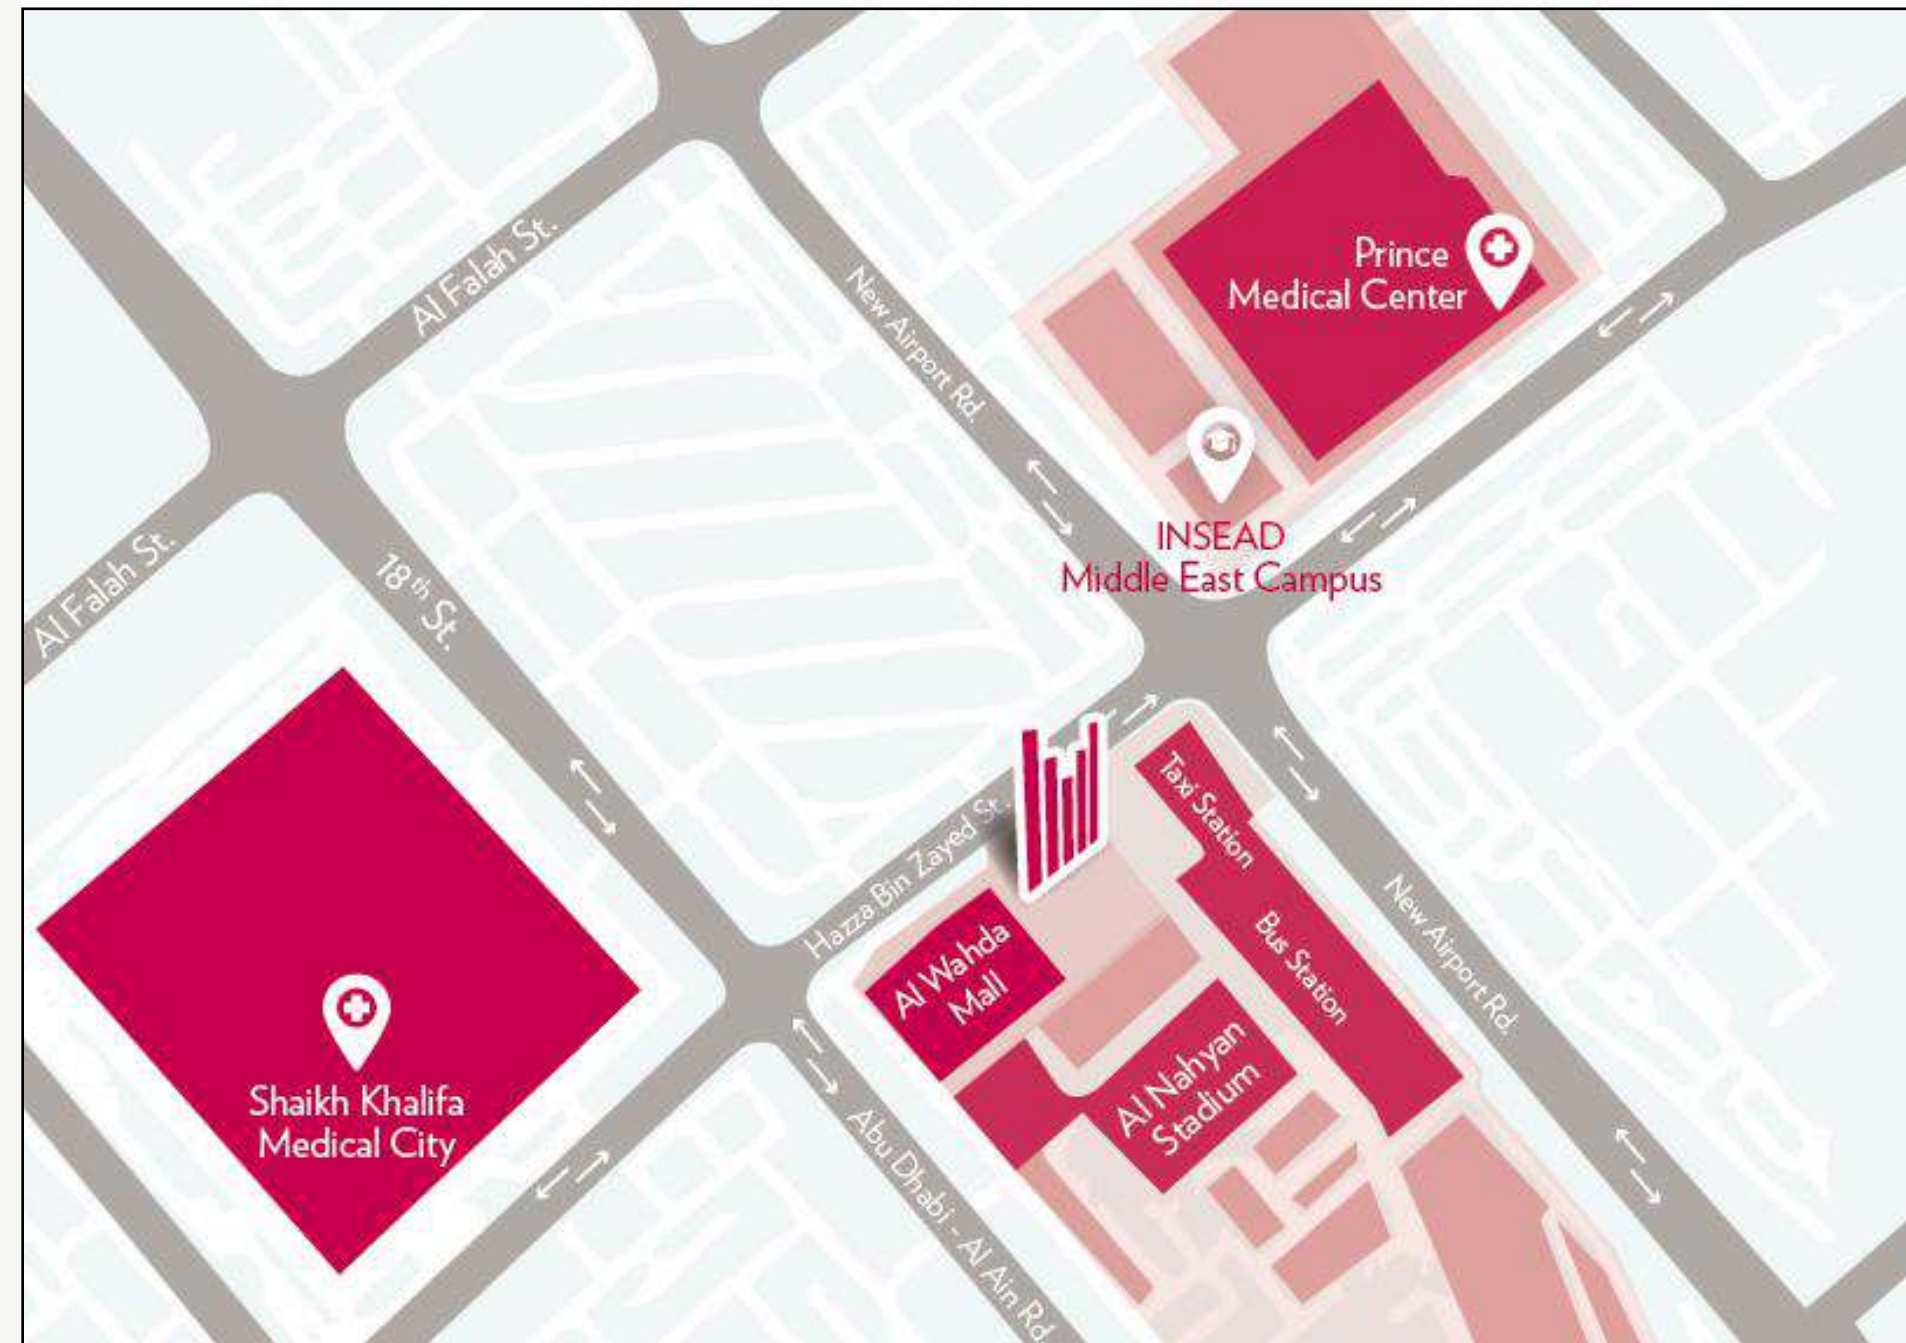 Al Falah St.
New Airport Rd.
Prince
Medical Center
Al Falah St.
18th St.
INSEAD
Middle East Campus
Taxi Station
Hazza Bin Zayed St.
Bus Station
New Airport Rd.
Al Wahda
Mall
Al Nahyan
Stadium
Shaikh Khalifa
Medical City
Abu Dhabi - Al Ain Rd.